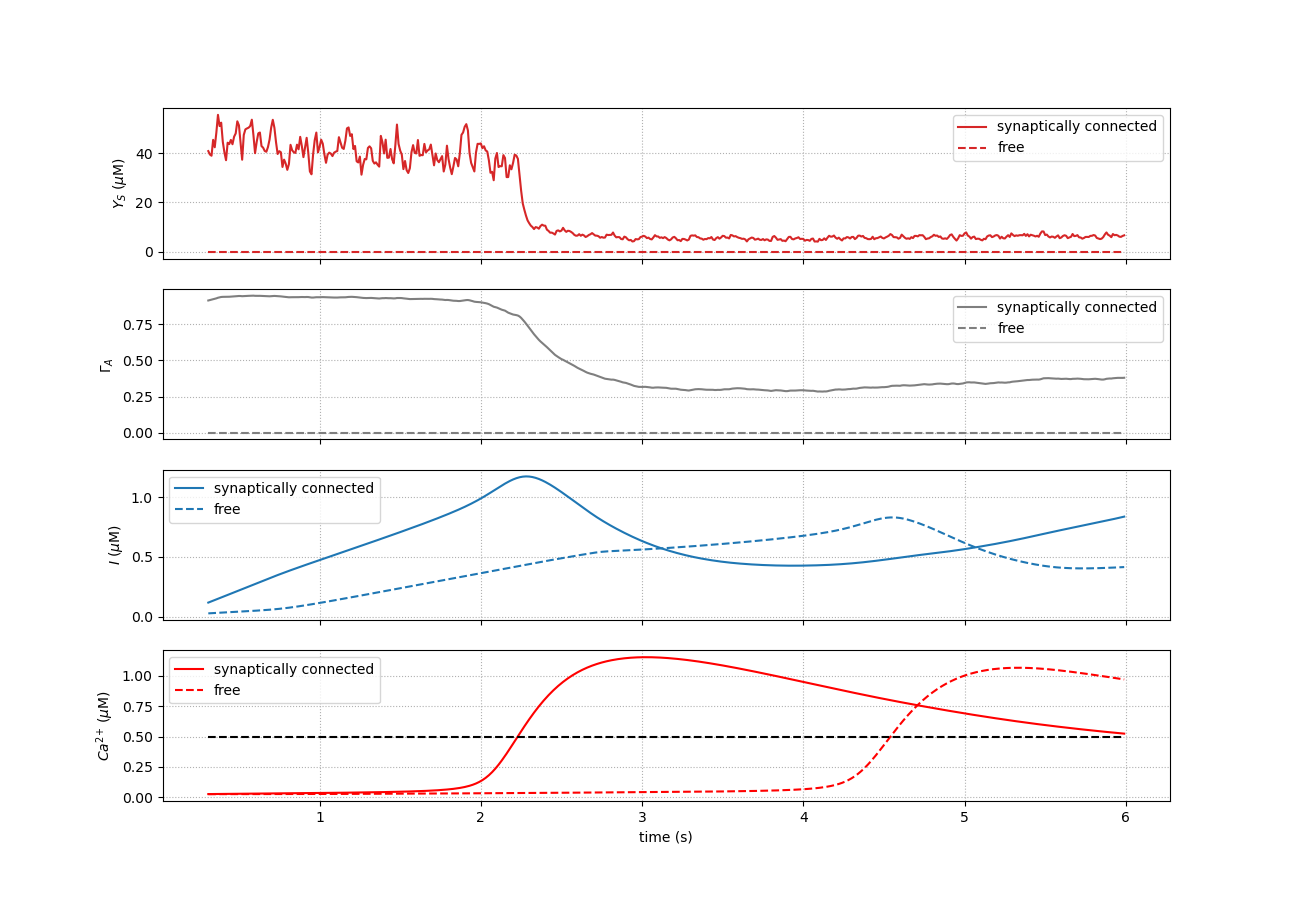 synaptically connected
free
40
20
0
Y_S (μM)
synaptically connected
free
0.75
0.50
0.25
0.00
Γ_A
synaptically connected
free
1.0
0.5
0.0
I (μM)
synaptically connected
free
1.00
0.75
0.50
0.25
0.00
Ca²⁺ (μM)
1 2 3 4 5 6
time (s)